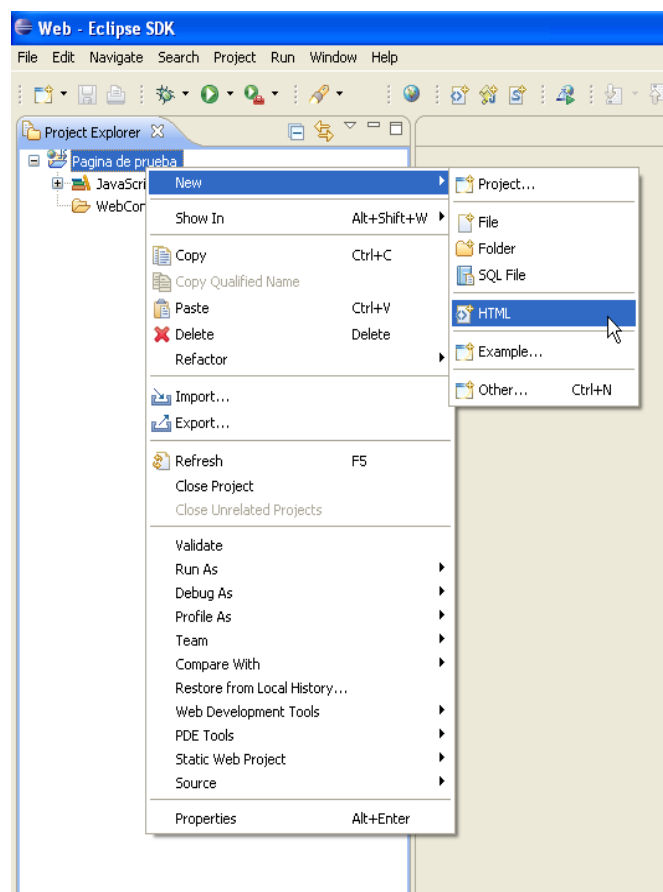 Web - Eclipse SDK
File Edit Navigate Search Project Run Window Help
Project Explorer
Pagina de prueba
JavaScri
WebCor
New
Show In Alt+Shift+W
Copy Ctrl+C
Copy Qualified Name
Paste Ctrl+V
Delete Delete
Refactor
Import...
Export...
Refresh F5
Close Project
Close Unrelated Projects
Validate
Run As
Debug As
Profile As
Team
Compare With
Restore from Local History...
Web Development Tools
PDE Tools
Static Web Project
Source
Properties Alt+Enter
Project...
File
Folder
SQL File
HTML
Example...
Other... Ctrl+N